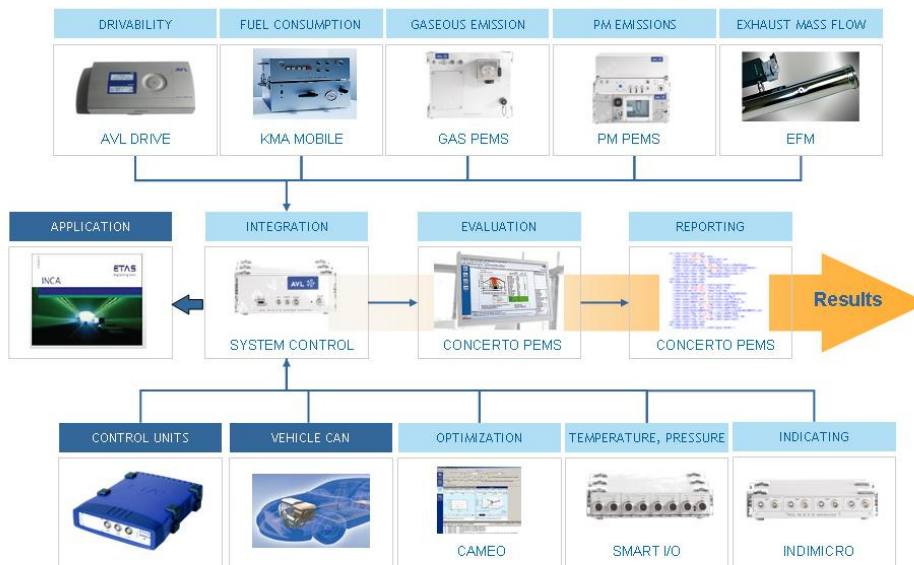 DRIVABILITY
FUEL CONSUMPTION
GASEOUS EMISSION
PM EMISSIONS
EXHAUST MASS FLOW
AVL DRIVE
KMA MOBILE
GAS PEMS
PM PEMS
EFM
APPLICATION
INTEGRATION
EVALUATION
REPORTING
ETAS
INCA
AVL
Results
SYSTEM CONTROL
CONCERTO PEMS
CONCERTO PEMS
CONTROL UNITS
VEHICLE CAN
OPTIMIZATION
TEMPERATURE, PRESSURE
INDICATING
CAMEO
SMART I/O
INDIMICRO